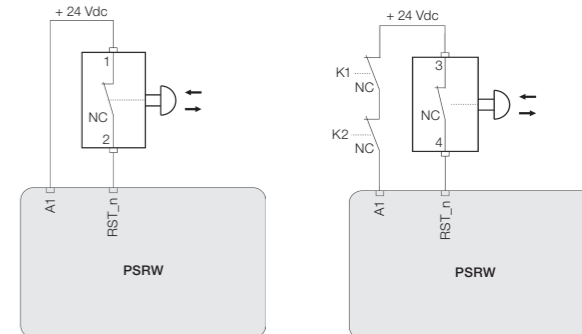 + 24 Vdc
1
NC
2
A1
RST_n
PSRW
+ 24 Vdc
K1
NC
K2
NC
3
NC
4
A1
RST_n
PSRW